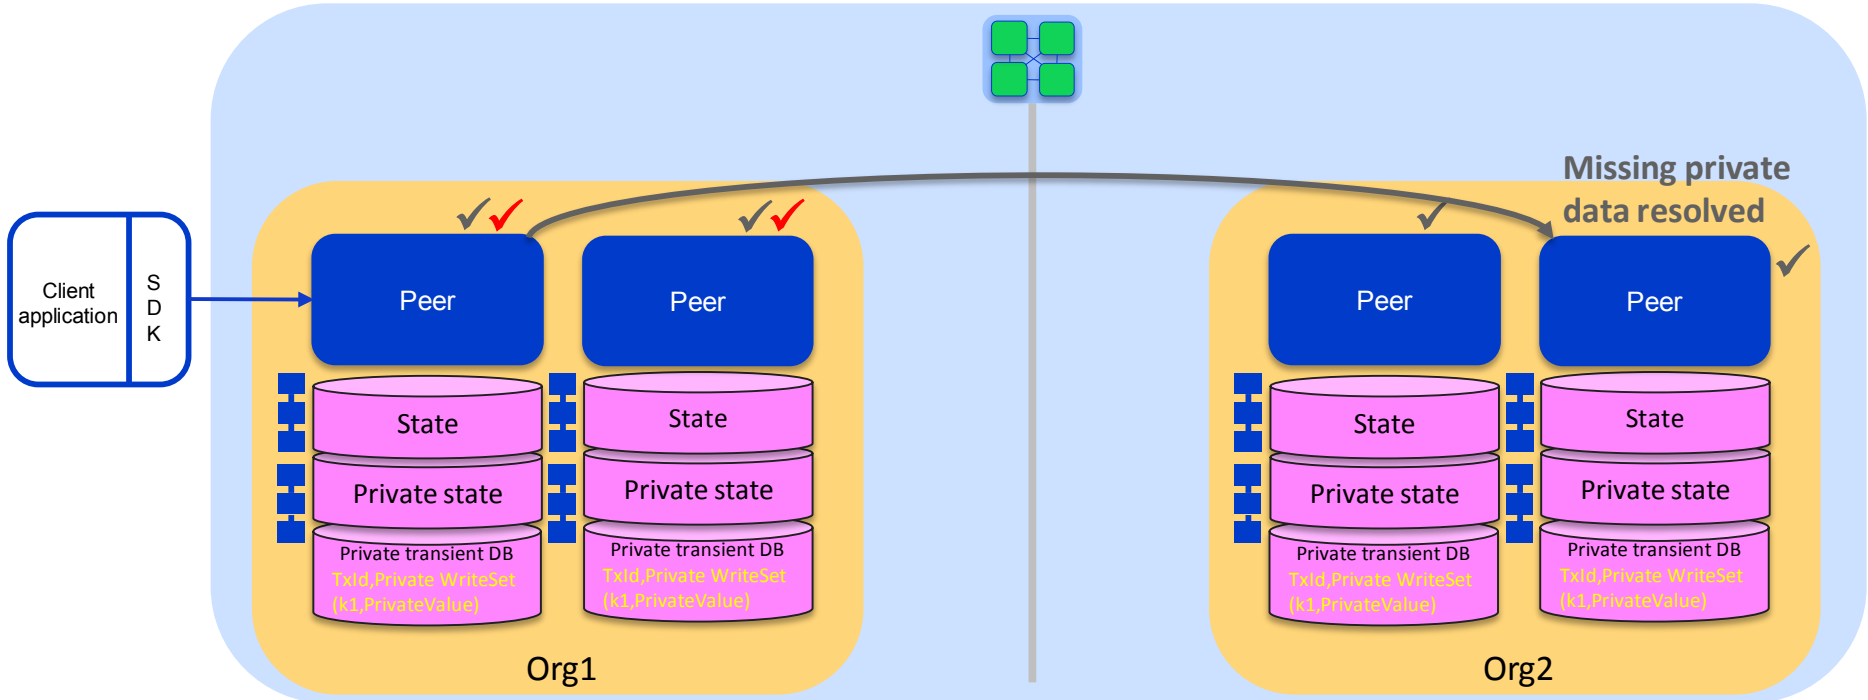 Missing private
data resolved
Client
application
S
D
K
Peer
Peer
Peer
Peer
State
State
State
State
Private state
Private state
Private state
Private state
Private transient DB
TxId,Private WriteSet
(k1,PrivateValue)
Private transient DB
TxId,Private WriteSet
(k1,PrivateValue)
Private transient DB
TxId,Private WriteSet
(k1,PrivateValue)
Private transient DB
TxId,Private WriteSet
(k1,PrivateValue)
Org1
Org2